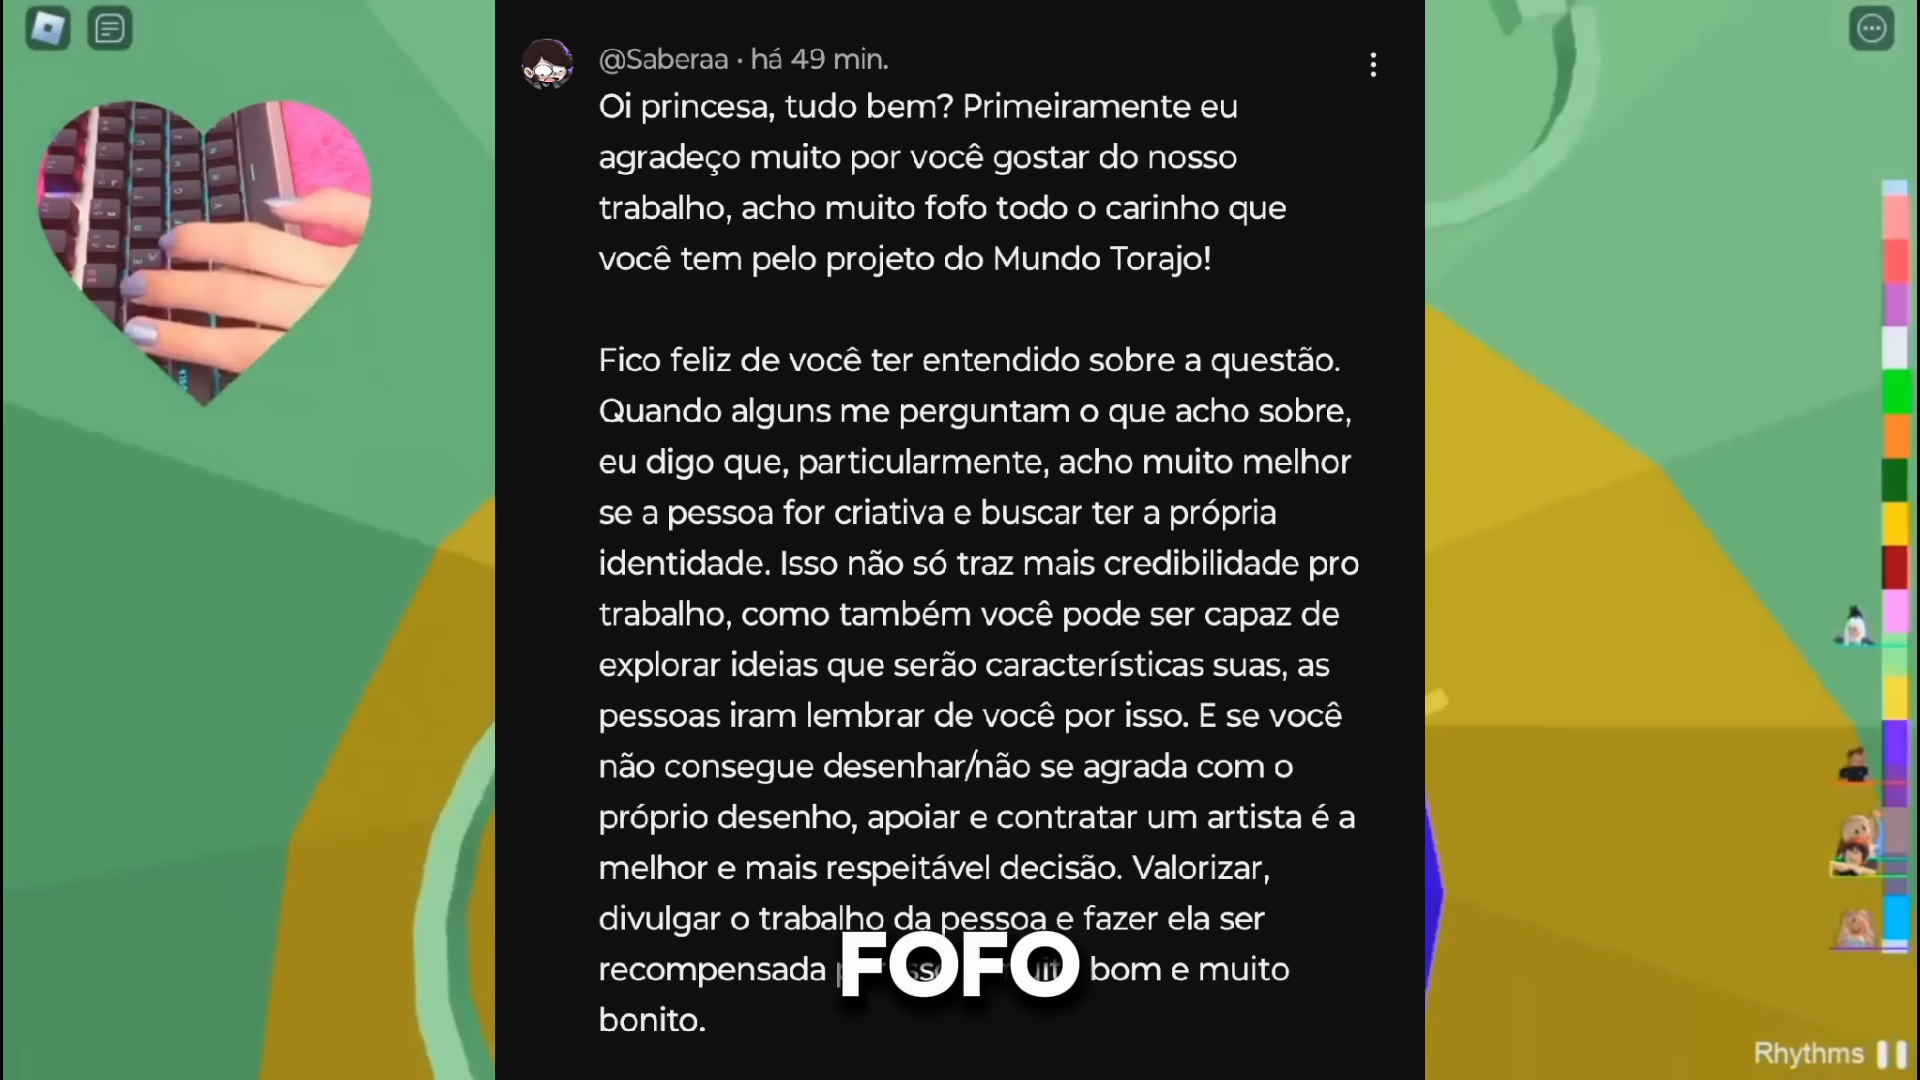 @Saberaa · há 49 min.
Oi princesa, tudo bem? Primeiramente eu
agradeço muito por você gostar do nosso
trabalho, acho muito fofo todo o carinho que
você tem pelo projeto do Mundo Torajo!
Fico feliz de você ter entendido sobre a questão.
Quando alguns me perguntam o que acho sobre,
eu digo que, particularmente, acho muito melhor
se a pessoa for criativa e buscar ter a própria
identidade. Isso não só traz mais credibilidade pro
trabalho, como também você pode ser capaz de
explorar ideias que serão características suas, as
pessoas iram lembrar de você por isso. E se você
não consegue desenhar/não se agrada com o
próprio desenho, apoiar e contratar um artista é a
melhor e mais respeitável decisão. Valorizar,
divulgar o trabalho da pessoa e fazer ela ser
recompensada bom e muito
FOFO
bonito.
Rhythms